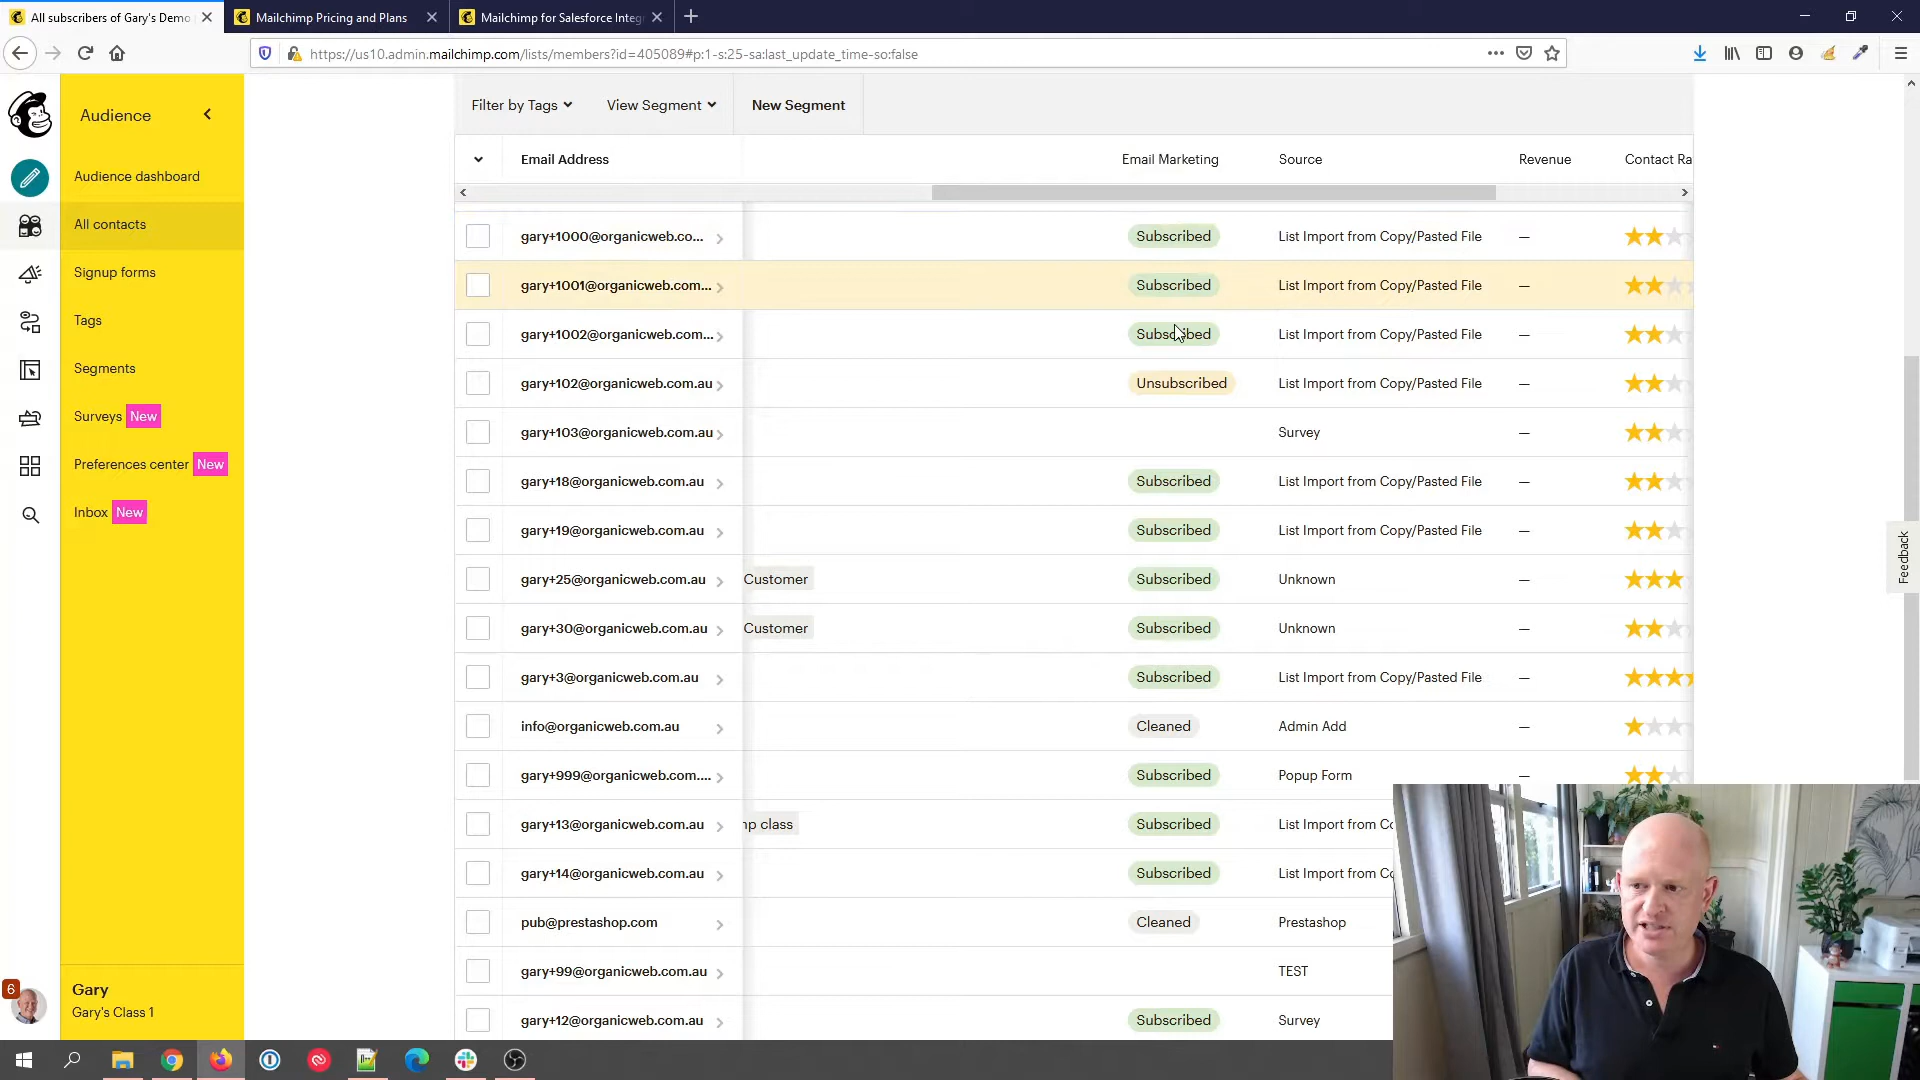 All subscribers of Gary's Demo
Mailchimp Pricing and Plans
Mailchimp for Salesforce Integ
https://us10.admin.mailchimp.com/lists/members?id=405089#p:1-s:25-sa:last_update_time-so:false
Audience
Audience dashboard
All contacts
Signup forms
Tags
Segments
Surveys New
Preferences center New
Inbox New
6
Gary
Gary's Class 1
Filter by Tags
View Segment
New Segment
Email Address Email Marketing Source Revenue Contact Ra
gary+1000@organicweb.co... Subscribed List Import from Copy/Pasted File —
gary+1001@organicweb.com... Subscribed List Import from Copy/Pasted File —
gary+1002@organicweb.com... Subscribed List Import from Copy/Pasted File —
gary+102@organicweb.com.au Unsubscribed List Import from Copy/Pasted File —
gary+103@organicweb.com.au Survey —
gary+18@organicweb.com.au Subscribed List Import from Copy/Pasted File —
gary+19@organicweb.com.au Subscribed List Import from Copy/Pasted File —
gary+25@organicweb.com.au Customer Subscribed Unknown —
gary+30@organicweb.com.au Customer Subscribed Unknown —
gary+3@organicweb.com.au Subscribed List Import from Copy/Pasted File —
info@organicweb.com.au Cleaned Admin Add —
gary+999@organicweb.com.... Subscribed Popup Form —
gary+13@organicweb.com.au mp class Subscribed List Import from Co
gary+14@organicweb.com.au Subscribed List Import from Co
pub@prestashop.com Cleaned Prestashop
gary+99@organicweb.com.au TEST
gary+12@organicweb.com.au Subscribed Survey
Feedback